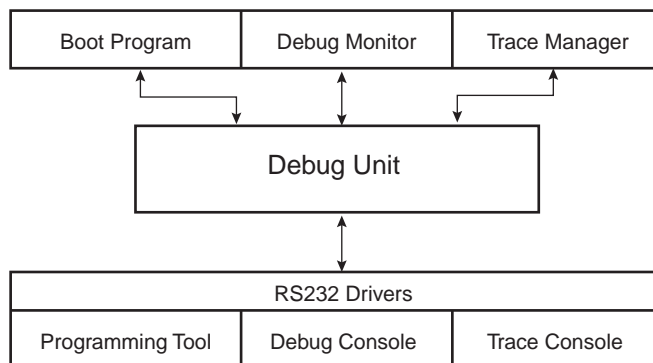 Boot Program
Debug Monitor
Trace Manager
Debug Unit
RS232 Drivers
Programming Tool
Debug Console
Trace Console